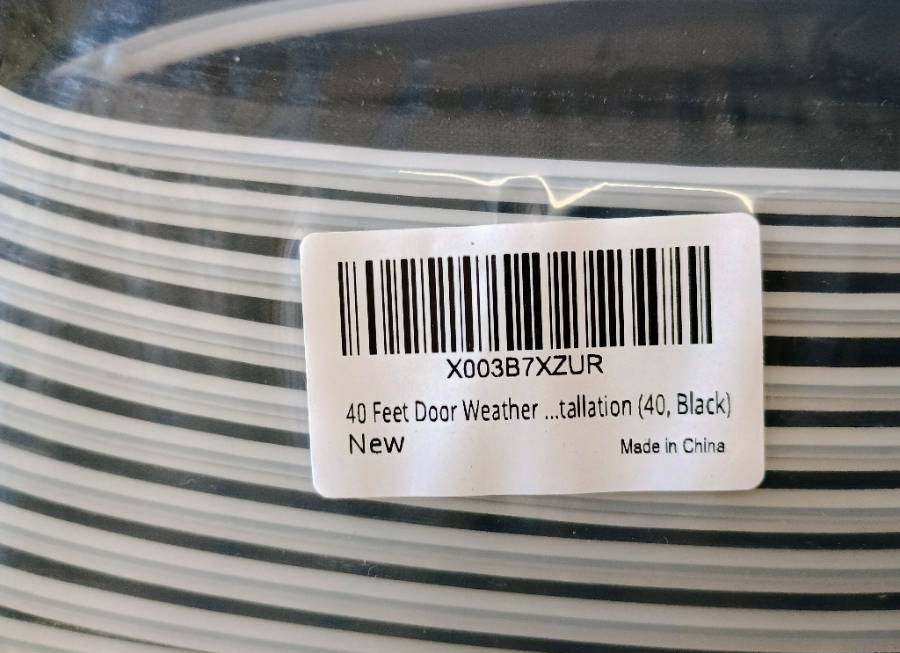 X003B7XZUR
40 Feet Door Weather ...tallation (40, Black)
New
Made in China